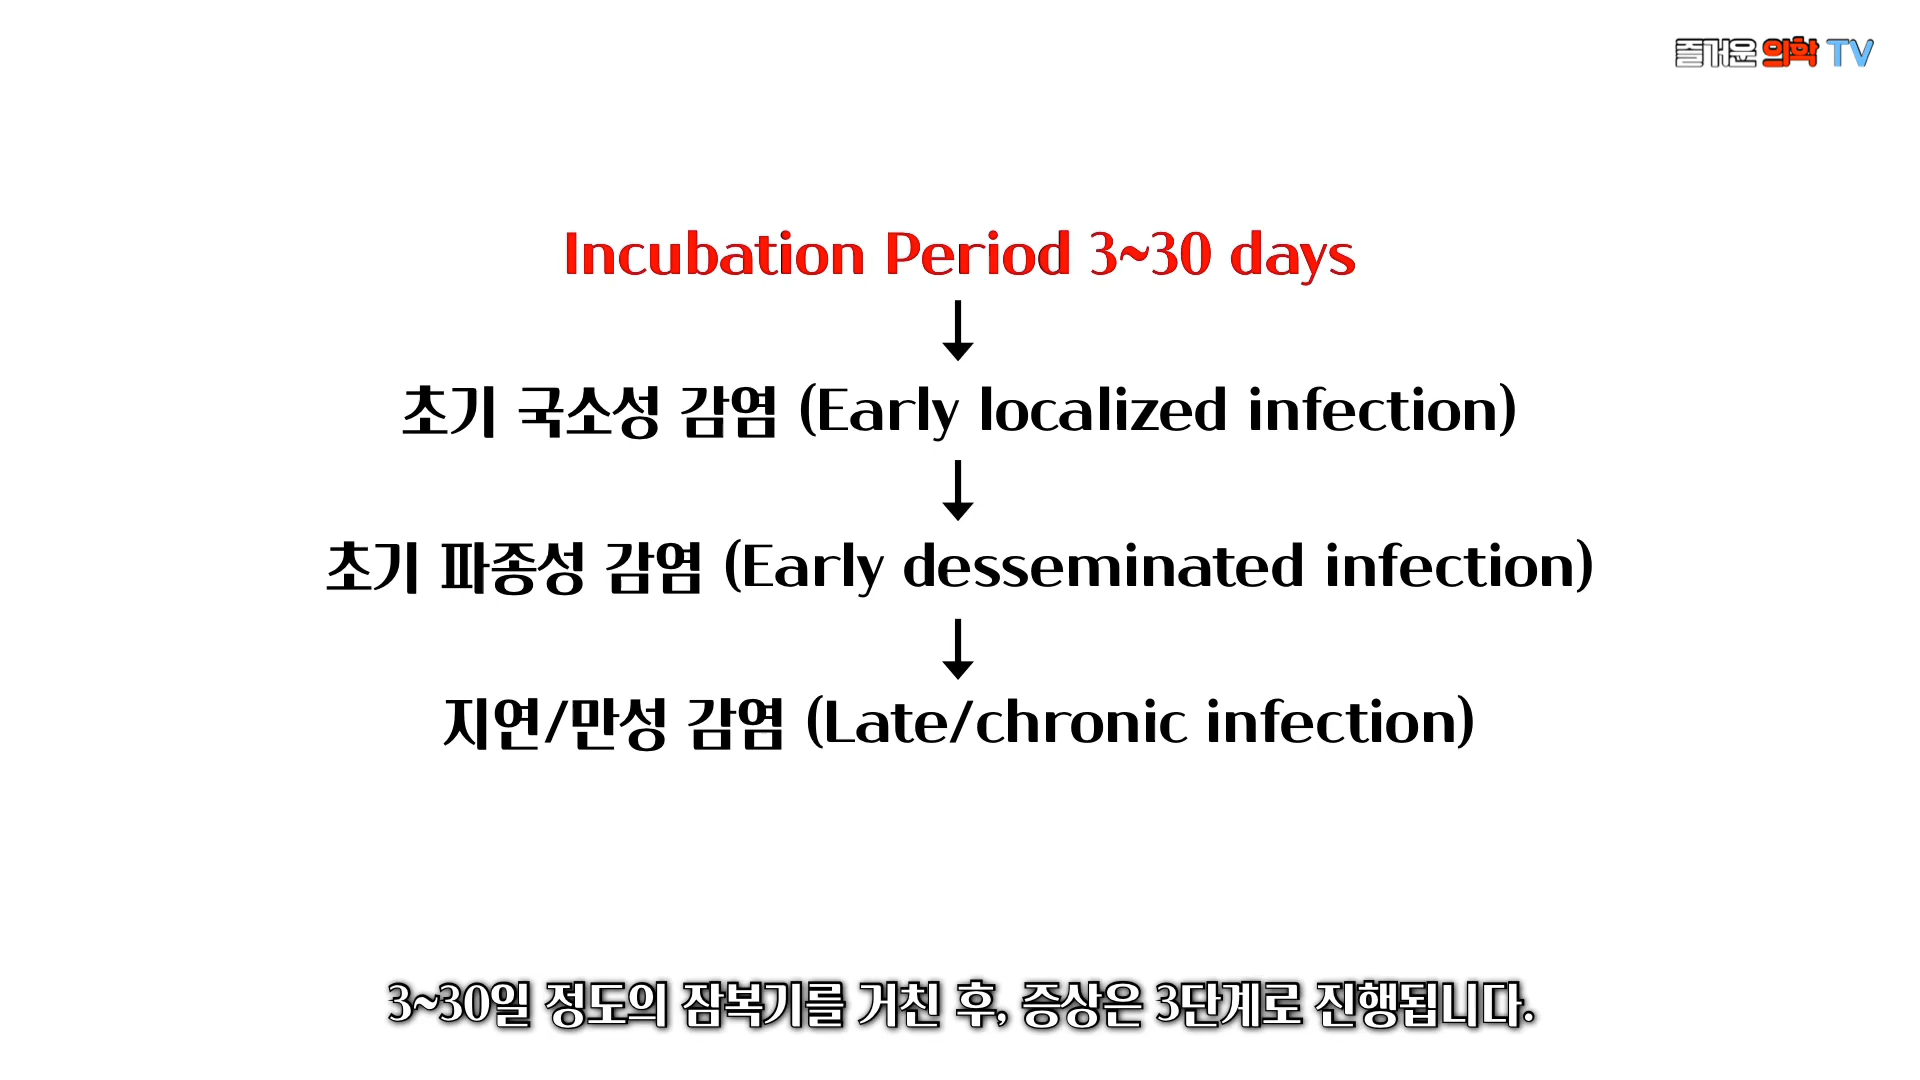 즐거운 의학 TV
Incubation Period 3~30 days
초기 국소성 감염 (Early localized infection)
초기 파종성 감염 (Early desseminated infection)
지연/만성 감염 (Late/chronic infection)
3~30일 정도의 잠복기를 거친 후, 증상은 3단계로 진행됩니다.